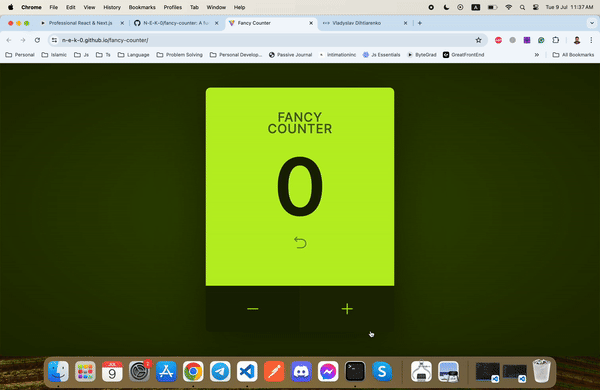 Chrome File Edit View History Bookmarks Profiles Tab Window Help
Tue 9 Jul 11:37 AM
Professional React & Next.js
N-E-K-0/fancy-counter: A fu
Fancy Counter
Vladyslav Dihtiarenko
n-e-k-0.github.io/fancy-counter/
Personal Islamic Js Ts Language Problem Solving Personal Develop... Passive Journal IntimationInc Js Essentials ByteGrad GreatFrontEnd
All Bookmarks
FANCY
COUNTER
0
− +
JUL
9